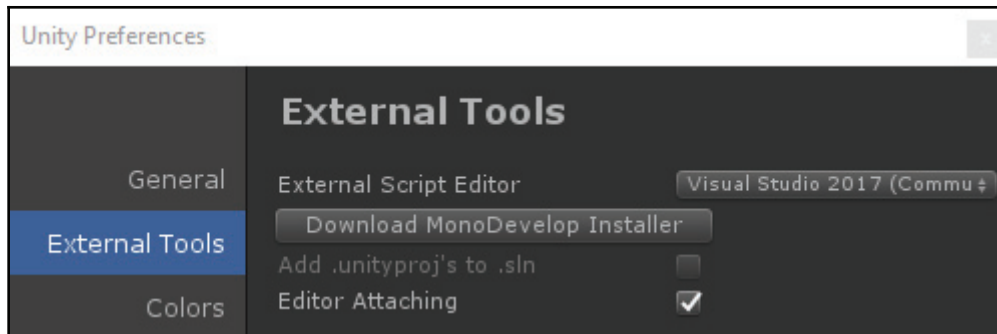 Unity Preferences
x
External Tools
General
External Script Editor
Visual Studio 2017 (Commu
Download MonoDevelop Installer
External Tools
Add .unityproj's to .sln
Editor Attaching
Colors